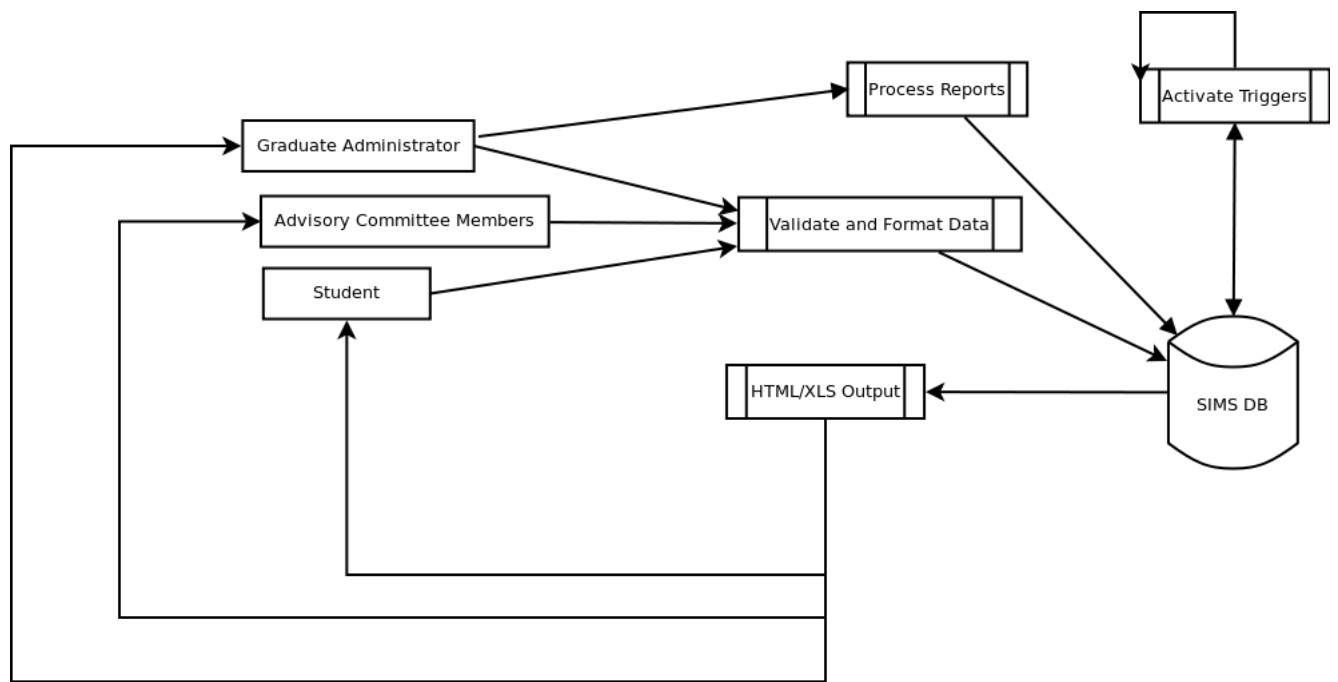 Process Reports
Activate Triggers
Graduate Administrator
Advisory Committee Members
Validate and Format Data
Student
HTML/XLS Output
SIMS DB